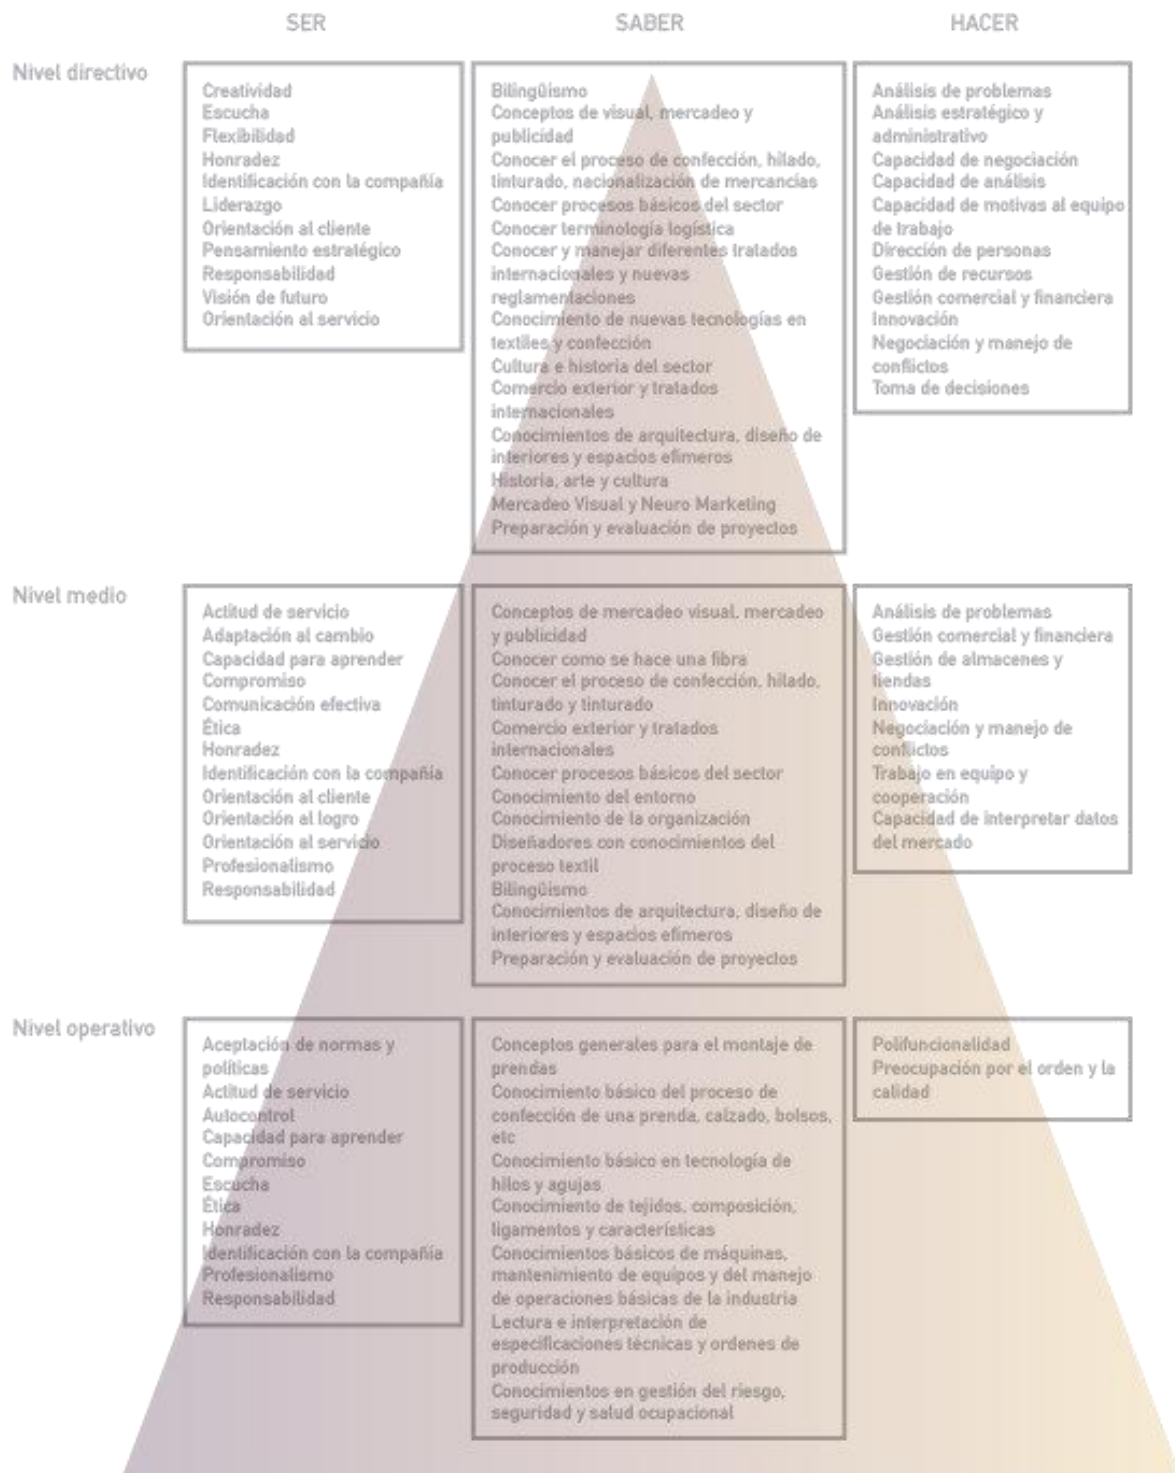 SER
SABER
HACER
Nivel directivo
Creatividad
Escucha
Flexibilidad
Honradez
Identificación con la compañía
Liderazgo
Orientación al cliente
Pensamiento estratégico
Responsabilidad
Visión de futuro
Orientación al servicio
Bilingüismo
Conceptos de visual, mercadeo y
publicidad
Conocer el proceso de confección, hilado,
tinturado, nacionalización de mercancías
Conocer procesos básicos del sector
Conocer terminología logística
Conocer y manejar diferentes tratados
internacionales y nuevas
reglamentaciones
Conocimiento de nuevas tecnologías en
textiles y confección
Cultura e historia del sector
Comercio exterior y tratados
internacionales
Conocimientos de arquitectura, diseño de
interiores y espacios efímeros
Historia, arte y cultura
Mercadeo Visual y Neuro Marketing
Preparación y evaluación de proyectos
Análisis de problemas
Análisis estratégico y
administrativo
Capacidad de negociación
Capacidad de análisis
Capacidad de motivas al equipo
de trabajo
Dirección de personas
Gestión de recursos
Gestión comercial y financiera
Innovación
Negociación y manejo de
conflictos
Toma de decisiones
Nivel medio
Actitud de servicio
Adaptación al cambio
Capacidad para aprender
Compromiso
Comunicación efectiva
Ética
Honradez
Identificación con la compañía
Orientación al cliente
Orientación al logro
Orientación al servicio
Profesionalismo
Responsabilidad
Conceptos de mercadeo visual, mercadeo
y publicidad
Conocer como se hace una fibra
Conocer el proceso de confección, hilado,
tinturado y tinturado
Comercio exterior y tratados
internacionales
Conocer procesos básicos del sector
Conocimiento del entorno
Conocimiento de la organización
Diseñadores con conocimientos del
proceso textil
Bilingüismo
Conocimientos de arquitectura, diseño de
interiores y espacios efímeros
Preparación y evaluación de proyectos
Análisis de problemas
Gestión comercial y financiera
Gestión de almacenes y
tiendas
Innovación
Negociación y manejo de
conflictos
Trabajo en equipo y
cooperación
Capacidad de interpretar datos
del mercado
Nivel operativo
Aceptación de normas y
políticas
Actitud de servicio
Autocontrol
Capacidad para aprender
Compromiso
Escucha
Ética
Honradez
Identificación con la compañía
Profesionalismo
Responsabilidad
Conceptos generales para el montaje de
prendas
Conocimiento básico del proceso de
confección de una prenda, calzado, bolsos,
etc
Conocimiento básico en tecnología de
hilos y agujas
Conocimiento de tejidos, composición,
ligamentos y características
Conocimientos básicos de máquinas,
mantenimiento de equipos y del manejo
de operaciones básicas de la industria
Lectura e interpretación de
especificaciones técnicas y ordenes de
producción
Conocimientos en gestión del riesgo,
seguridad y salud ocupacional
Polifuncionalidad
Preocupación por el orden y la
calidad